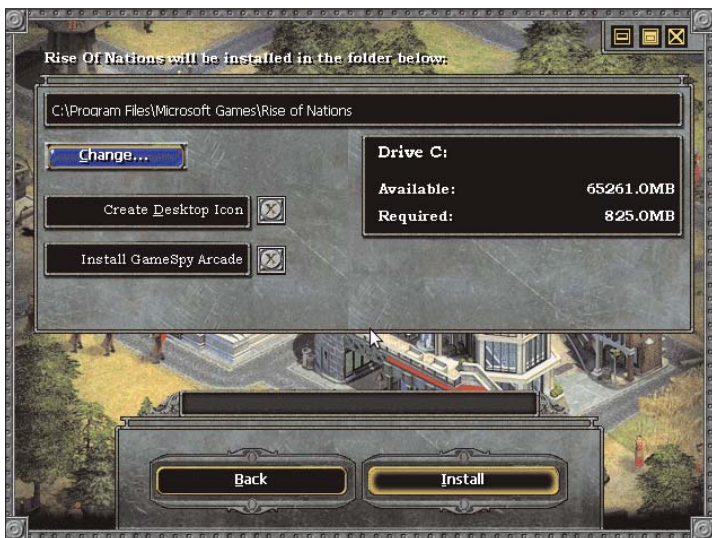 Rise Of Nations will be installed in the folder below:
C:\Program Files\Microsoft Games\Rise of Nations
Change...
Drive C:
Available: 65261.0MB
Required: 825.0MB
Create Desktop Icon
Install GameSpy Arcade
Back
Install